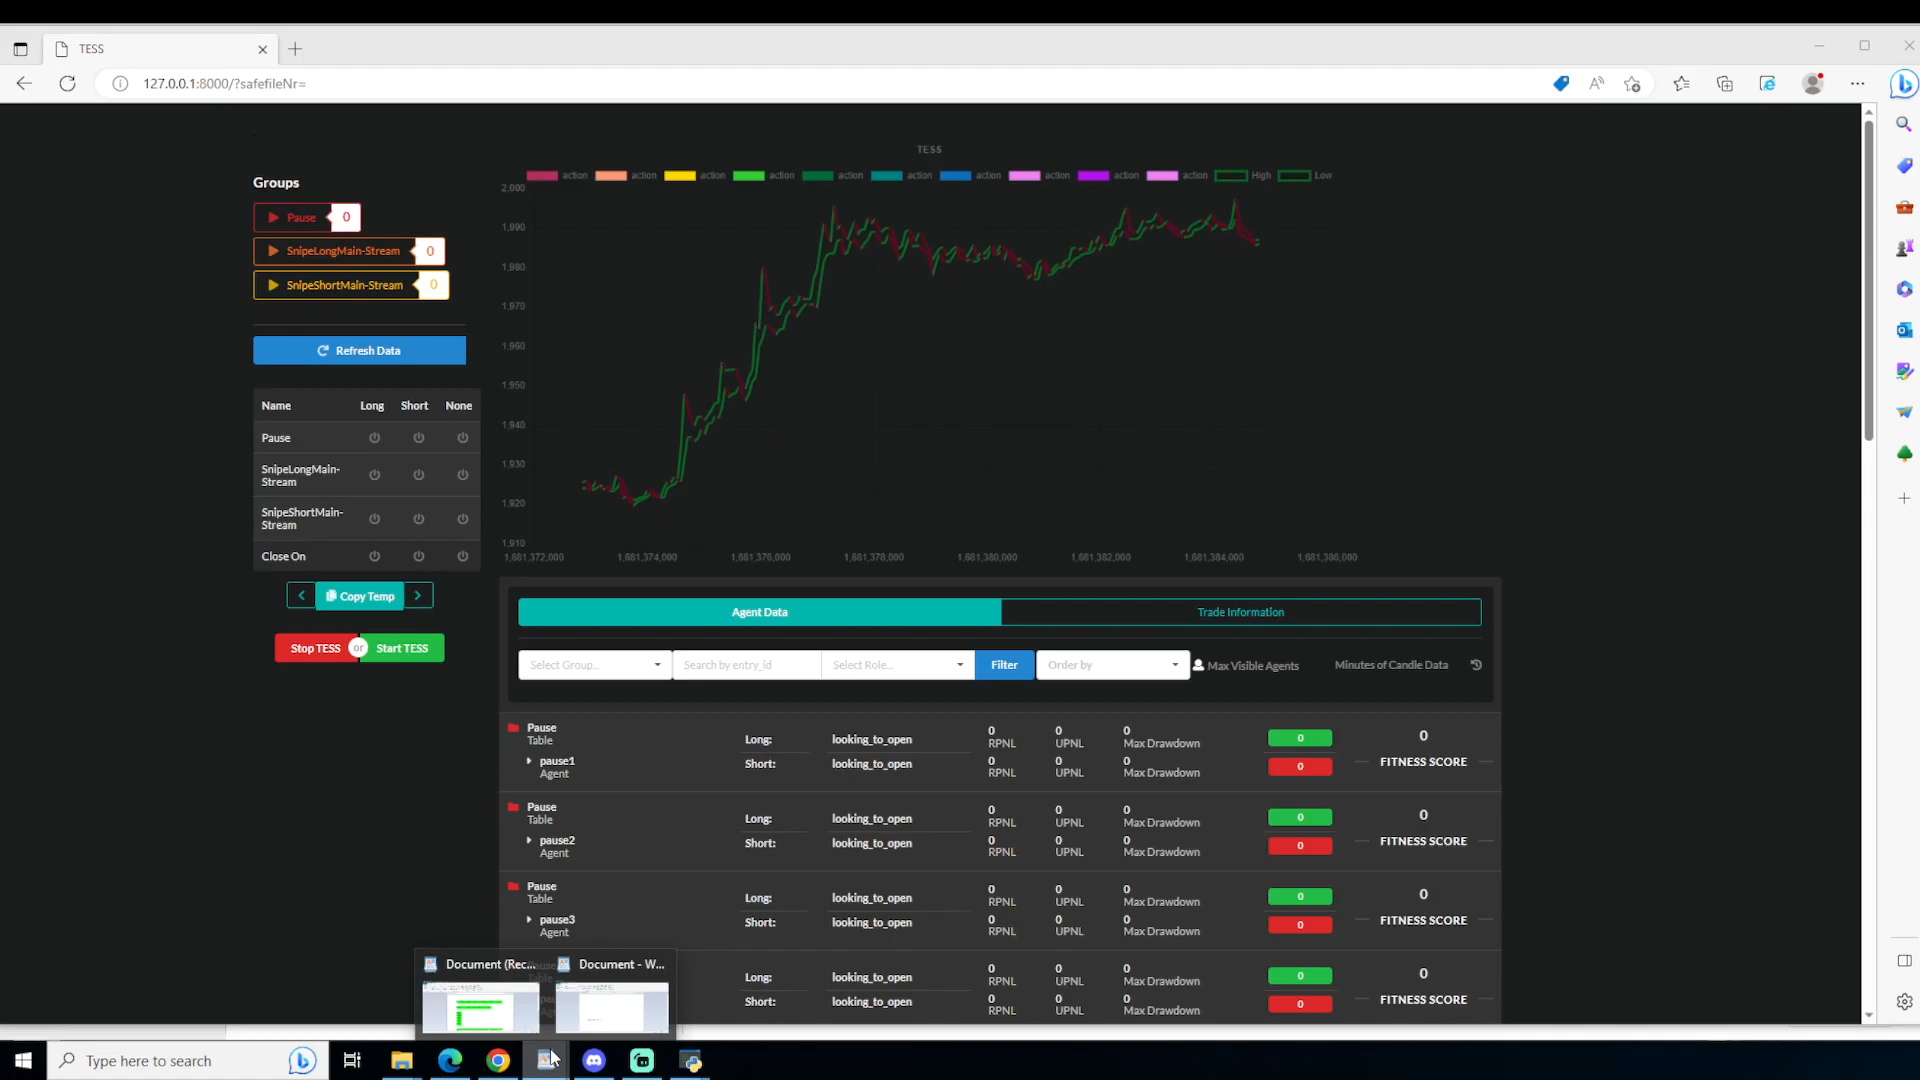 TESS
127.0.0.1:8000/?safefileNr=
TESS
Groups
action action action action action action action action action action High Low
Pause 0
SnipeLongMain-Stream 0
SnipeShortMain-Stream 0
Refresh Data
Name Long Short None
Pause
SnipeLongMain-
Stream
SnipeShortMain-
Stream
Close On
Copy Temp
Stop TESS or Start TESS
2,000
1,990
1,980
1,970
1,960
1,950
1,940
1,930
1,920
1,910
1,681,372,000 1,681,374,000 1,681,376,000 1,681,378,000 1,681,380,000 1,681,382,000 1,681,384,000 1,681,386,000
Agent Data Trade Information
Select Group... Search by entry_id Select Role... Filter Order by Max Visible Agents Minutes of Candle Data
Pause
Table
pause1
Agent
Long: looking_to_open
Short: looking_to_open
0 0 0
RPNL UPNL Max Drawdown
0 0 0
RPNL UPNL Max Drawdown
0
0
0
FITNESS SCORE
Pause
Table
pause2
Agent
Long: looking_to_open
Short: looking_to_open
0 0 0
RPNL UPNL Max Drawdown
0 0 0
RPNL UPNL Max Drawdown
0
0
0
FITNESS SCORE
Pause
Table
pause3
Agent
Long: looking_to_open
Short: looking_to_open
0 0 0
RPNL UPNL Max Drawdown
0 0 0
RPNL UPNL Max Drawdown
0
0
0
FITNESS SCORE
Long: looking_to_open
Short: looking_to_open
0 0 0
RPNL UPNL Max Drawdown
0 0 0
RPNL UPNL Max Drawdown
0
0
0
FITNESS SCORE
Document (Rec... Document - W...
Type here to search